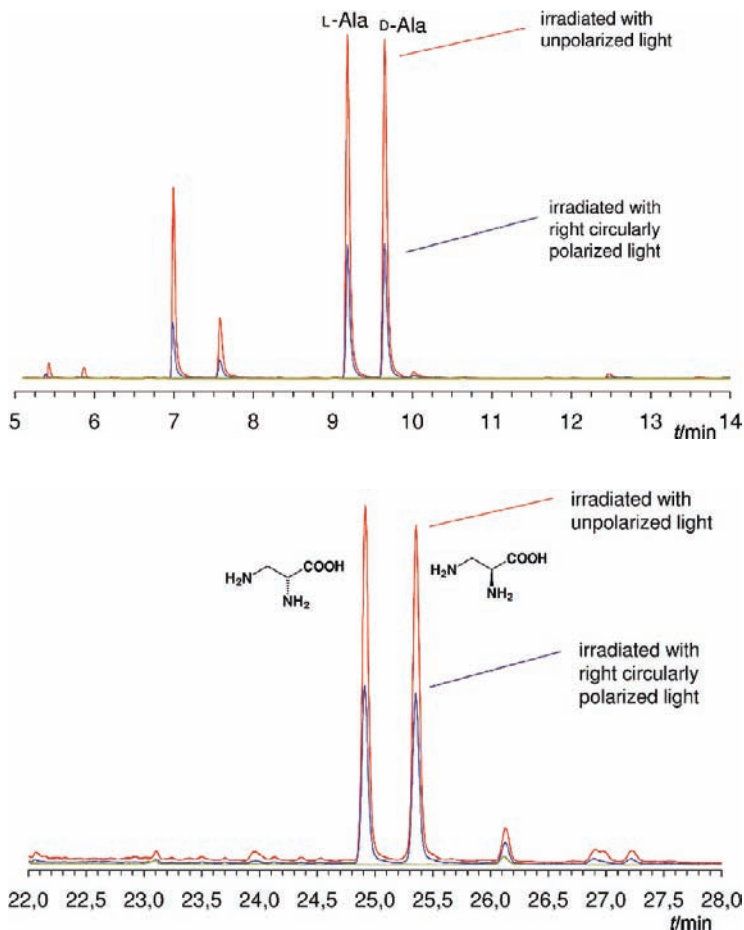 L-Ala D-Ala
irradiated with
unpolarized light
irradiated with
right circularly
polarized light
5 6 7 8 9 10 11 12 13 14
t/min
irradiated with
unpolarized light
H₂N COOH NH₂
H₂N COOH NH₂
irradiated with
right circularly
polarized light
22,0 22,5 23,0 23,5 24,0 24,5 25,0 25,5 26,0 26,5 27,0 27,5 28,0
t/min